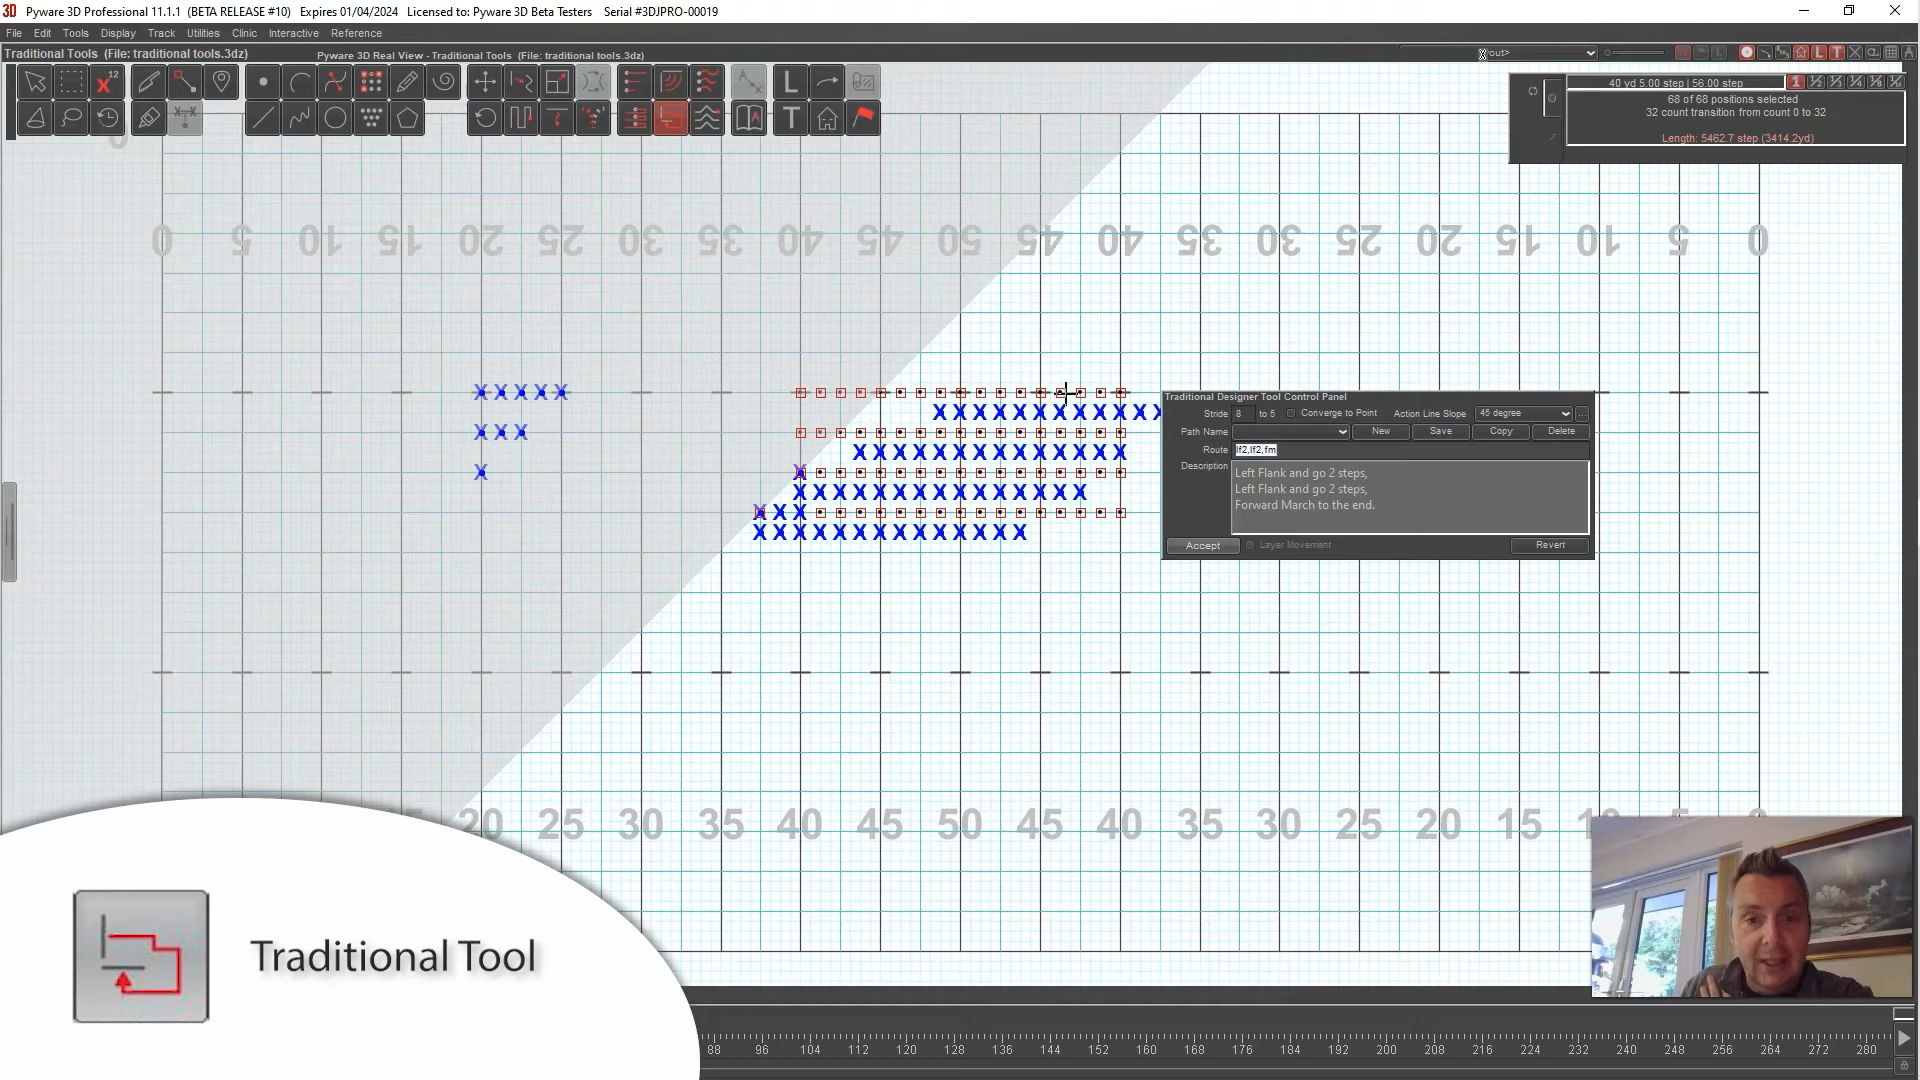 3D Pyware 3D Professional 11.1.1 (BETA RELEASE #10) Expires 01/04/2024 Licensed to: Pyware 3D Beta Testers Serial #3DJPRO-00019
File Edit Tools Display Track Utilities Clinic Interactive Reference
Traditional Tools (File: traditional tools.3dz) Pyware 3D Real View - Traditional Tools (File: traditional tools.3dz)
40 yd 5.00 step | 56.00 step
68 of 68 positions selected
32 count transition from count 0 to 32
Length: 5462.7 step (3414.2yd)
0 5 10 15 20 25 30 35 40 45 50 45 40 35 30 25 20 15 10 5 0
X X X X X
X X X X X X X X X X X X
X X X
X X X X X X X X X X X X X X
X X
X X X X X X X X X X X X X X X
X X X
X X X X X X X X X X X X X X
Traditional Designer Tool Control Panel
Stride 8 to 5 Converge to Point Action Line Slope 45 degree ...
Path Name New Save Copy Delete
Route lf2,lf2,fm
Description Left Flank and go 2 steps,
Left Flank and go 2 steps,
Forward March to the end.
Accept Layer Movement Revert
20 25 30 35 40 45 50 45 40 35 30 25 20 15
Traditional Tool
88 96 104 112 120 128 136 144 152 160 168 176 184 192 200 208 216 224 232 240 248 256 264 272 280